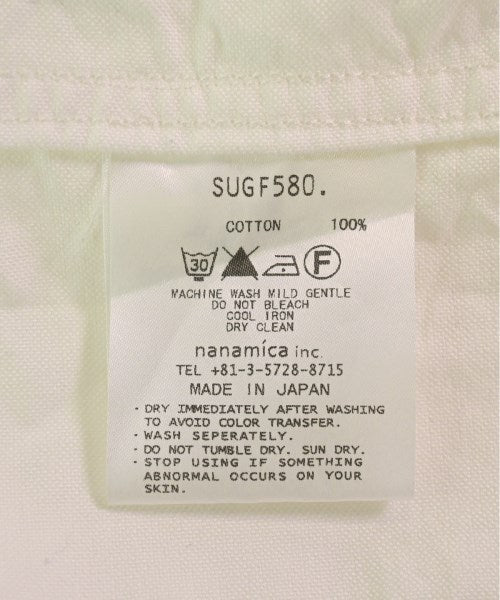 SUGF580.
COTTON 100%
30 F
MACHINE WASH MILD GENTLE
DO NOT BLEACH
COOL IRON
DRY CLEAN
nanamica inc.
TEL +81-3-5728-8715
MADE IN JAPAN
· DRY IMMEDIATELY AFTER WASHING
TO AVOID COLOR TRANSFER.
· WASH SEPERATELY.
· DO NOT TUMBLE DRY. SUN DRY.
· STOP USING IF SOMETHING
ABNORMAL OCCURS ON YOUR
SKIN.